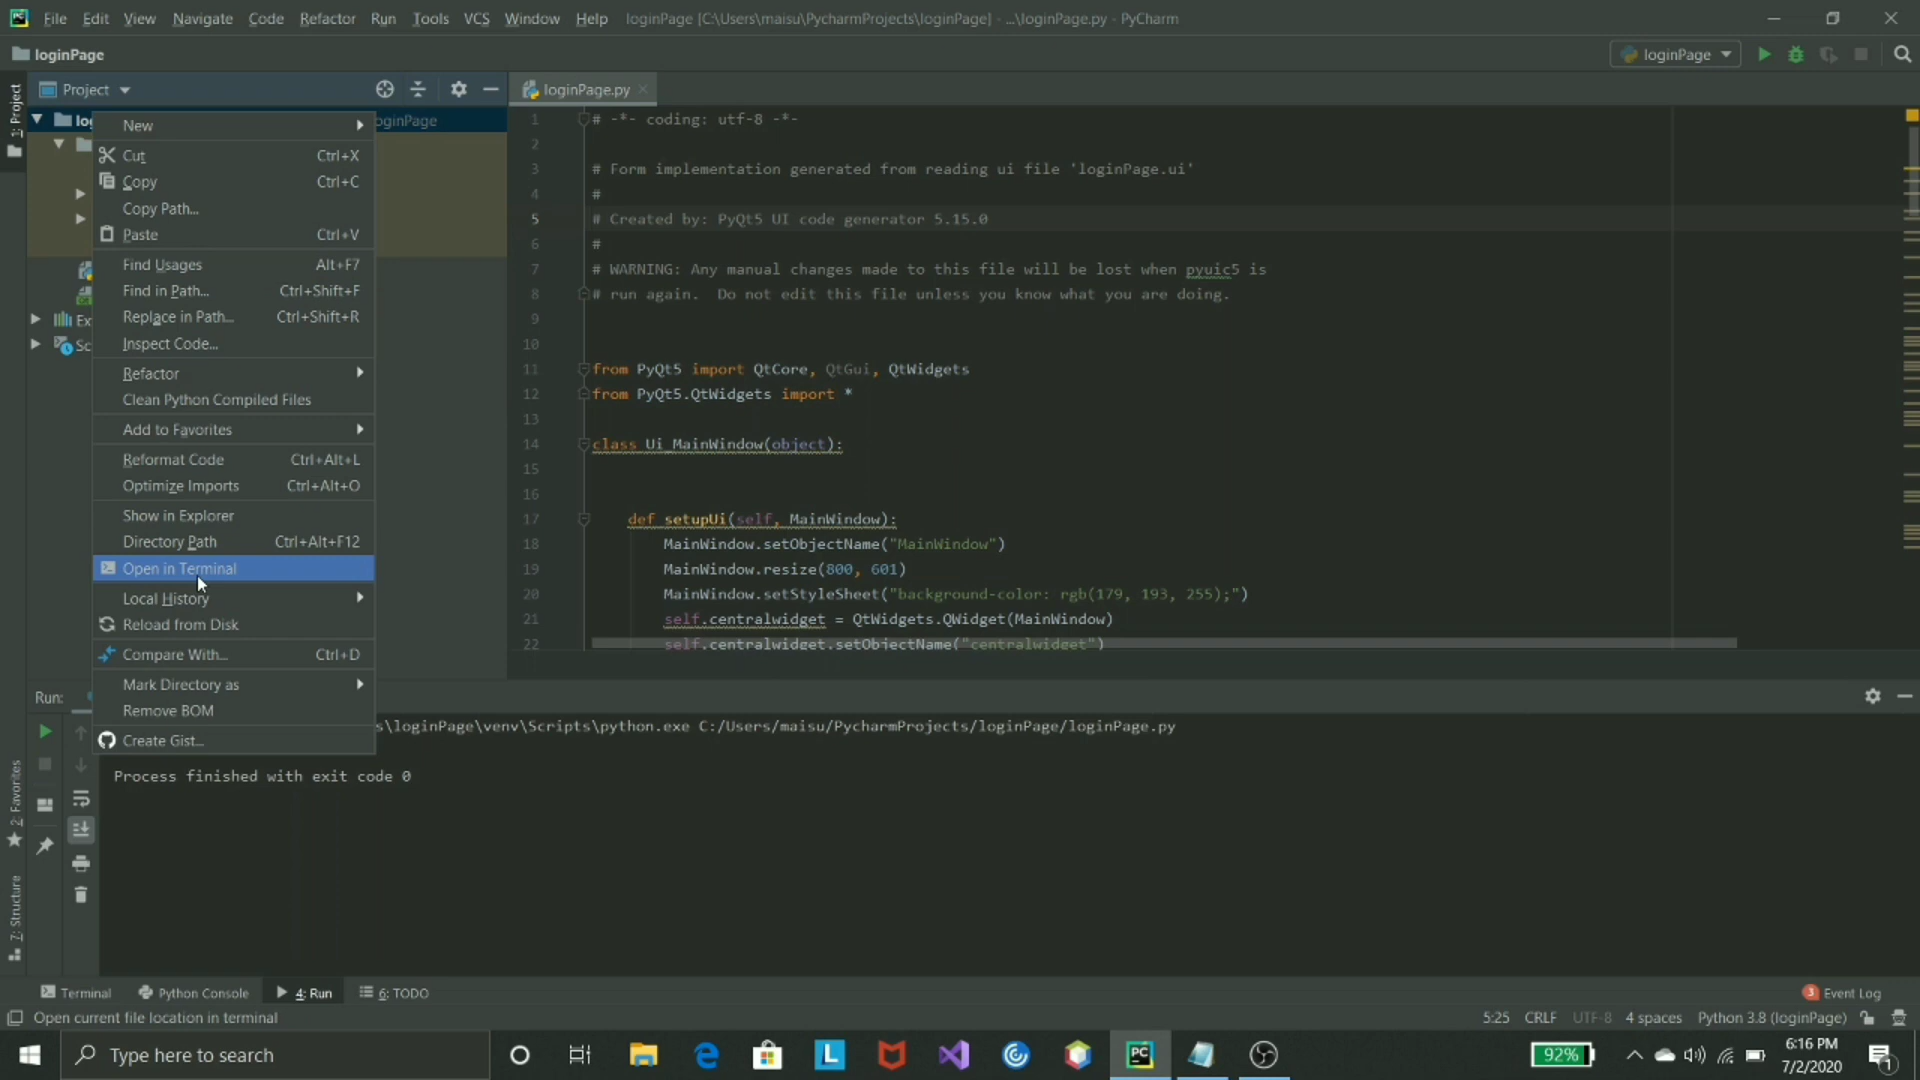 File Edit View Navigate Code Refactor Run Tools VCS Window Help loginPage [C:\Users\maisu\PycharmProjects\loginPage] - ...\loginPage.py - PyCharm
loginPage
loginPage
1: Project
Project
loginPage.py
oginPage
New
Cut Ctrl+X
Copy Ctrl+C
Copy Path...
Paste Ctrl+V
Find Usages Alt+F7
Find in Path... Ctrl+Shift+F
Replace in Path... Ctrl+Shift+R
Inspect Code...
Refactor
Clean Python Compiled Files
Add to Favorites
Reformat Code Ctrl+Alt+L
Optimize Imports Ctrl+Alt+O
Show in Explorer
Directory Path Ctrl+Alt+F12
Open in Terminal
Local History
Reload from Disk
Compare With... Ctrl+D
Mark Directory as
Remove BOM
Create Gist...
Ex
Sc
1 # -*- coding: utf-8 -*-
2
3 # Form implementation generated from reading ui file 'loginPage.ui'
4 #
5 # Created by: PyQt5 UI code generator 5.15.0
6 #
7 # WARNING: Any manual changes made to this file will be lost when pyuic5 is
8 # run again.  Do not edit this file unless you know what you are doing.
9
10
11 from PyQt5 import QtCore, QtGui, QtWidgets
12 from PyQt5.QtWidgets import *
13
14 class Ui_MainWindow(object):
15
16
17 def setupUi(self, MainWindow):
18 MainWindow.setObjectName("MainWindow")
19 MainWindow.resize(800, 601)
20 MainWindow.setStyleSheet("background-color: rgb(179, 193, 255);")
21 self.centralwidget = QtWidgets.QWidget(MainWindow)
22 self.centralwidget.setObjectName("centralwidget")
Run:
s\loginPage\venv\Scripts\python.exe C:/Users/maisu/PycharmProjects/loginPage/loginPage.py
Process finished with exit code 0
2: Favorites
7: Structure
Terminal Python Console 4: Run 6: TODO
3 Event Log
Open current file location in terminal
5:25 CRLF UTF-8 4 spaces Python 3.8 (loginPage)
Type here to search
92%
6:16 PM
7/2/2020
1